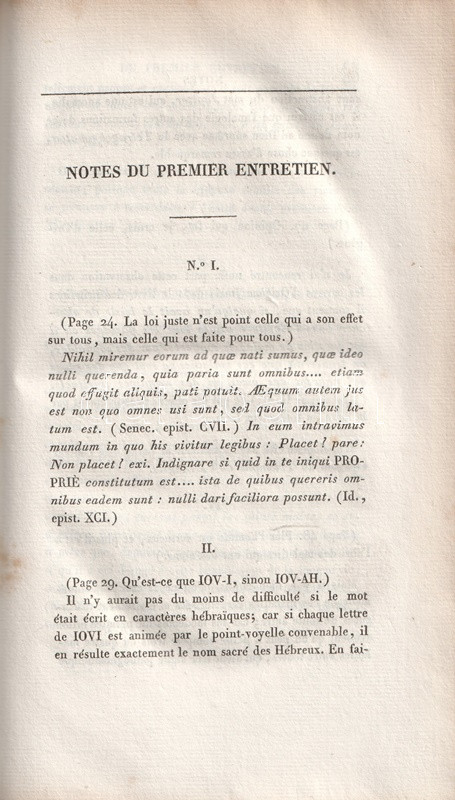 NOTES DU PREMIER ENTRETIEN.
N.º I.
(Page 24. La loi juste n'est point celle qui a son effet
sur tous, mais celle qui est faite pour tous.)
Nihil miremur eorum ad quæ nati sumus, quæ ideo
nulli querenda, quia paria sunt omnibus.... etiam
quod effugit aliquis, pati potuit. Æquum autem jus
est non quo omnes usi sunt, sed quod omnibus la-
tum est. (Senec. epist. CVIi.) In eum intravimus
mundum in quo his vivitur legibus : Placet? pare :
Non placet? exi. Indignare si quid in te iniqui PRO-
PRIÈ constitutum est.... ista de quibus quereris om-
nibus eadem sunt : nulli dari faciliora possunt. (Id.,
epist. XCI.)
II.
(Page 29. Qu'est-ce que IOV-I, sinon IOV-AH.)
Il n'y aurait pas du moins de difficulté si le mot
était écrit en caractères hébraïques; car si chaque lettre
de IOVI est animée par le point-voyelle convenable, il
en résulte exactement le nom sacré des Hébreux. En fai-